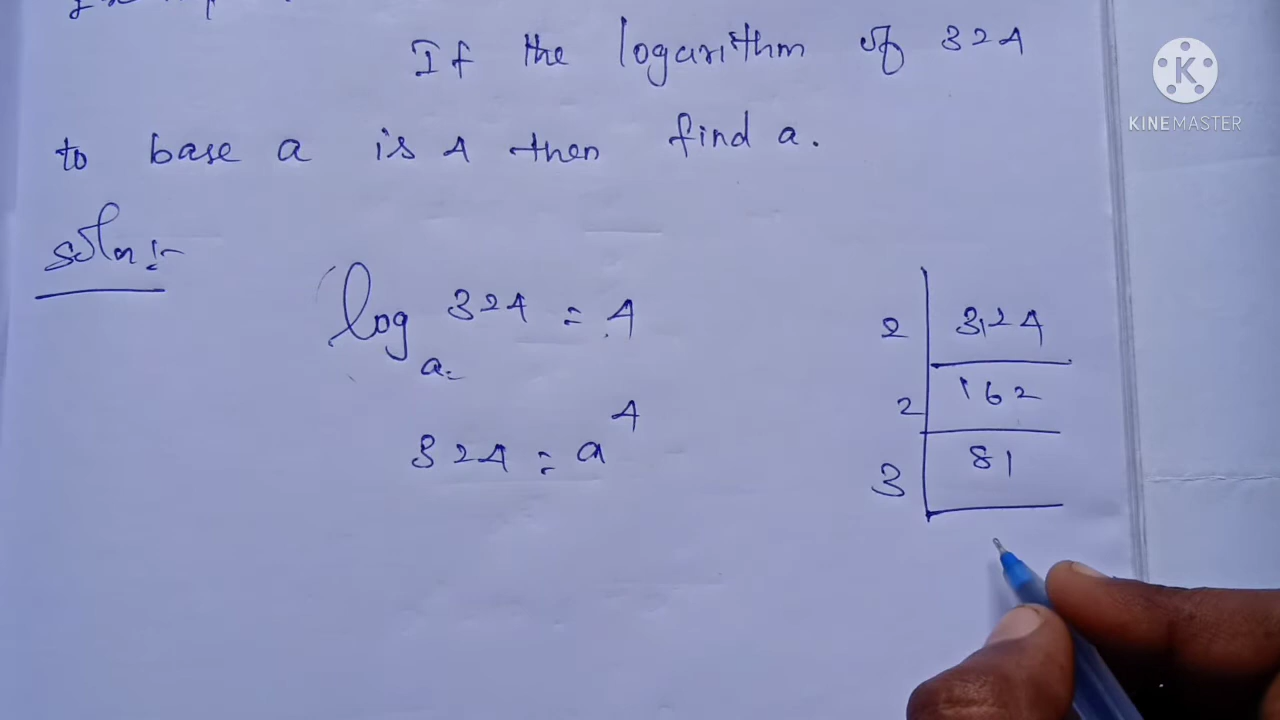 If the logarithm of 324
to base a is 4 then find a.
soln:-
log_a 324 = 4
324 = a^4
2 | 324
2 | 162
3 | 81
K
KINEMASTER